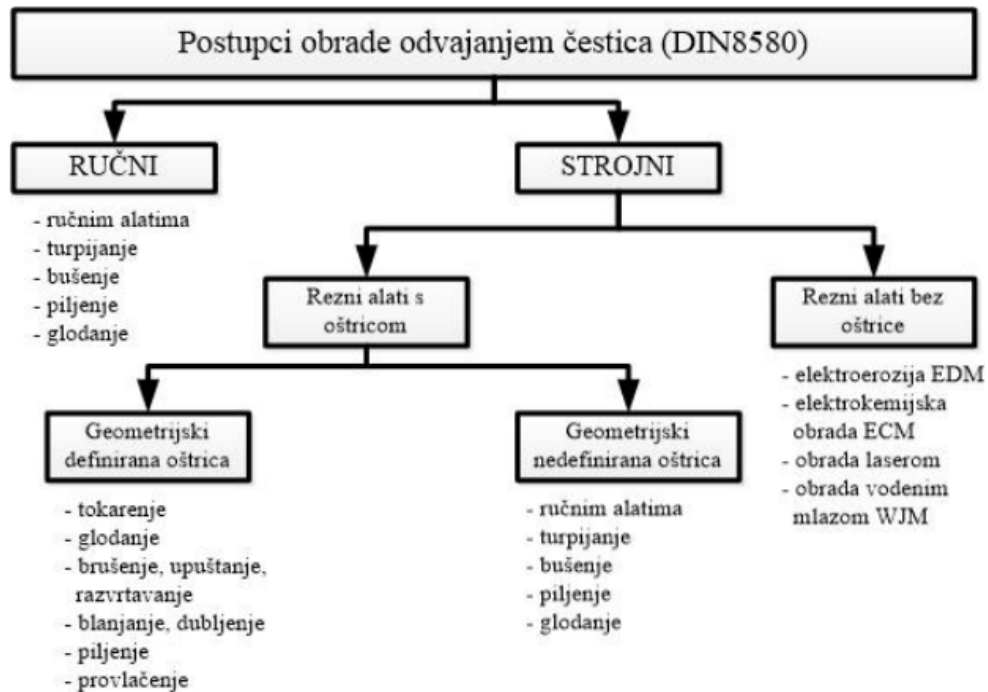 Postupci obrade odvajanjem čestica (DIN8580)
RUČNI
- ručnim alatima
- turpijanje
- bušenje
- piljenje
- glodanje
STROJNI
Rezni alati s
oštricom
Geometrijski
definirana oštrica
- tokarenje
- glodanje
- brušenje, upuštanje,
razvrtavanje
- blanjanje, dubljenje
- piljenje
- provlačenje
Geometrijski
nedefinirana oštrica
- ručnim alatima
- turpijanje
- bušenje
- piljenje
- glodanje
Rezni alati bez
oštrice
- elektroerozija EDM
- elektrokemijska
obrada ECM
- obrada laserom
- obrada vodenim
mlazom WJM